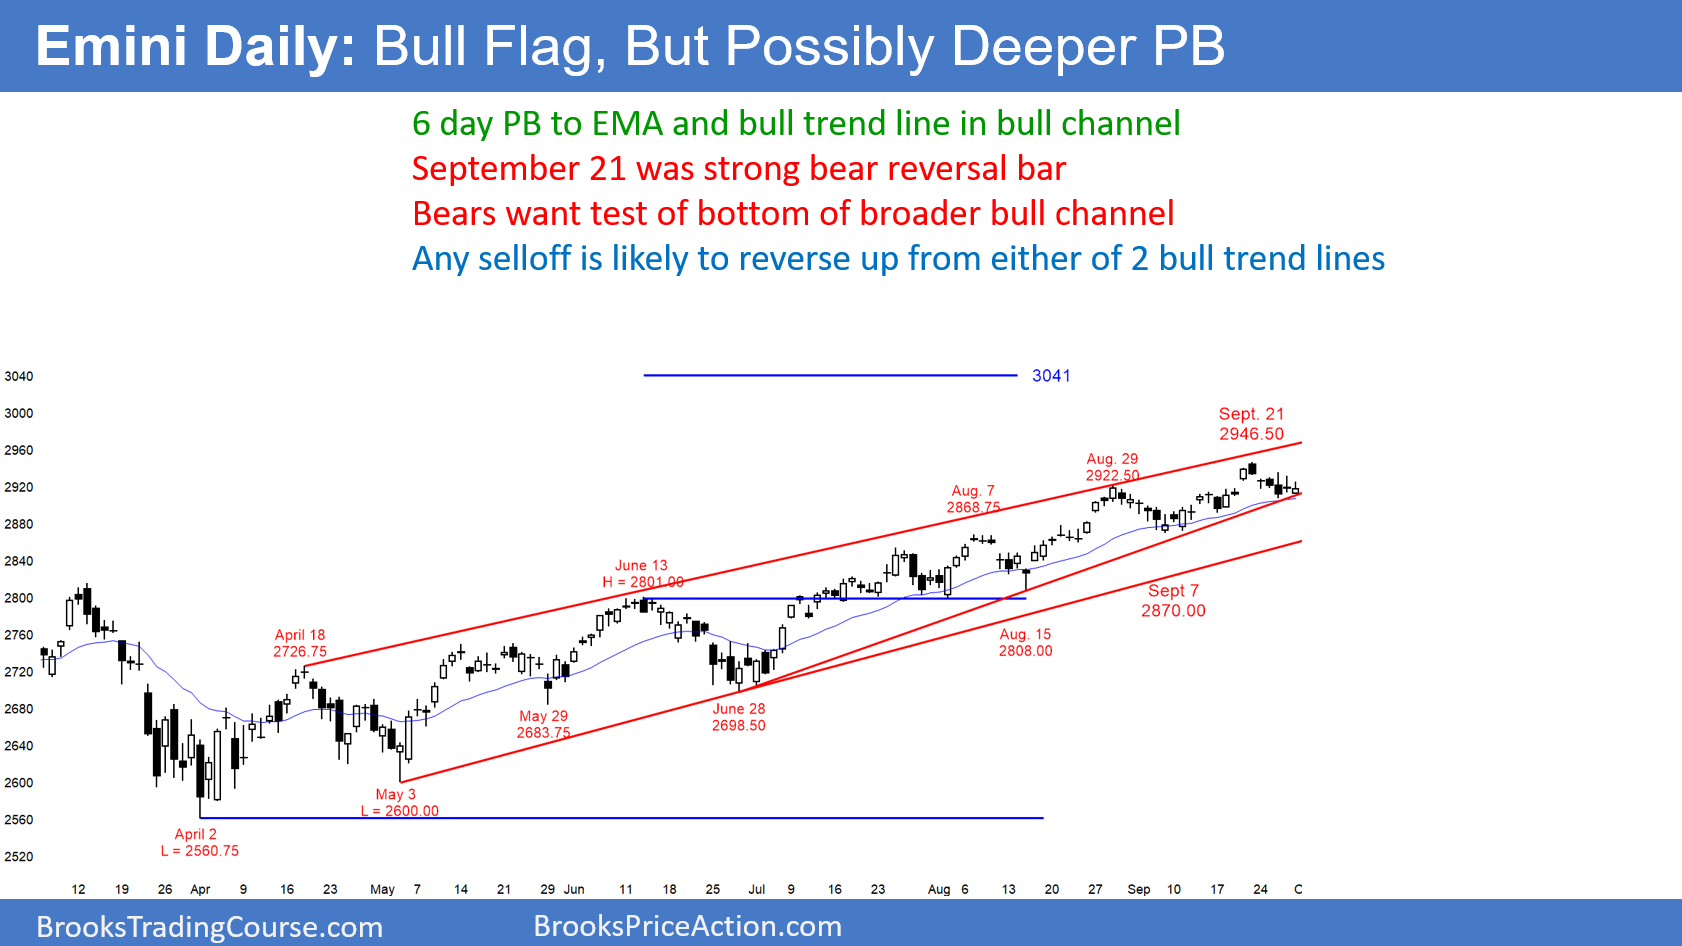 Emini Daily: Bull Flag, But Possibly Deeper PB
6 day PB to EMA and bull trend line in bull channel
September 21 was strong bear reversal bar
Bears want test of bottom of broader bull channel
Any selloff is likely to reverse up from either of 2 bull trend lines
3040
3041
3000
2960
2920
2880
2840
2800
2760
2720
2680
2640
2600
2560
2520
Sept. 21
2946.50
Aug. 29
2922.50
Aug. 7
2868.75
June 13
H = 2801.00
Sept 7
2870.00
April 18
2726.75
Aug. 15
2808.00
May 29
2683.75
June 28
2698.50
May 3
L = 2600.00
April 2
L = 2560.75
12 19 26 Apr 9 16 23 May 7 14 21 29 Jun 11 18 25 Jul 9 16 23 Aug 6 13 20 27 Sep 10 17 24 O
BrooksTradingCourse.com BrooksPriceAction.com